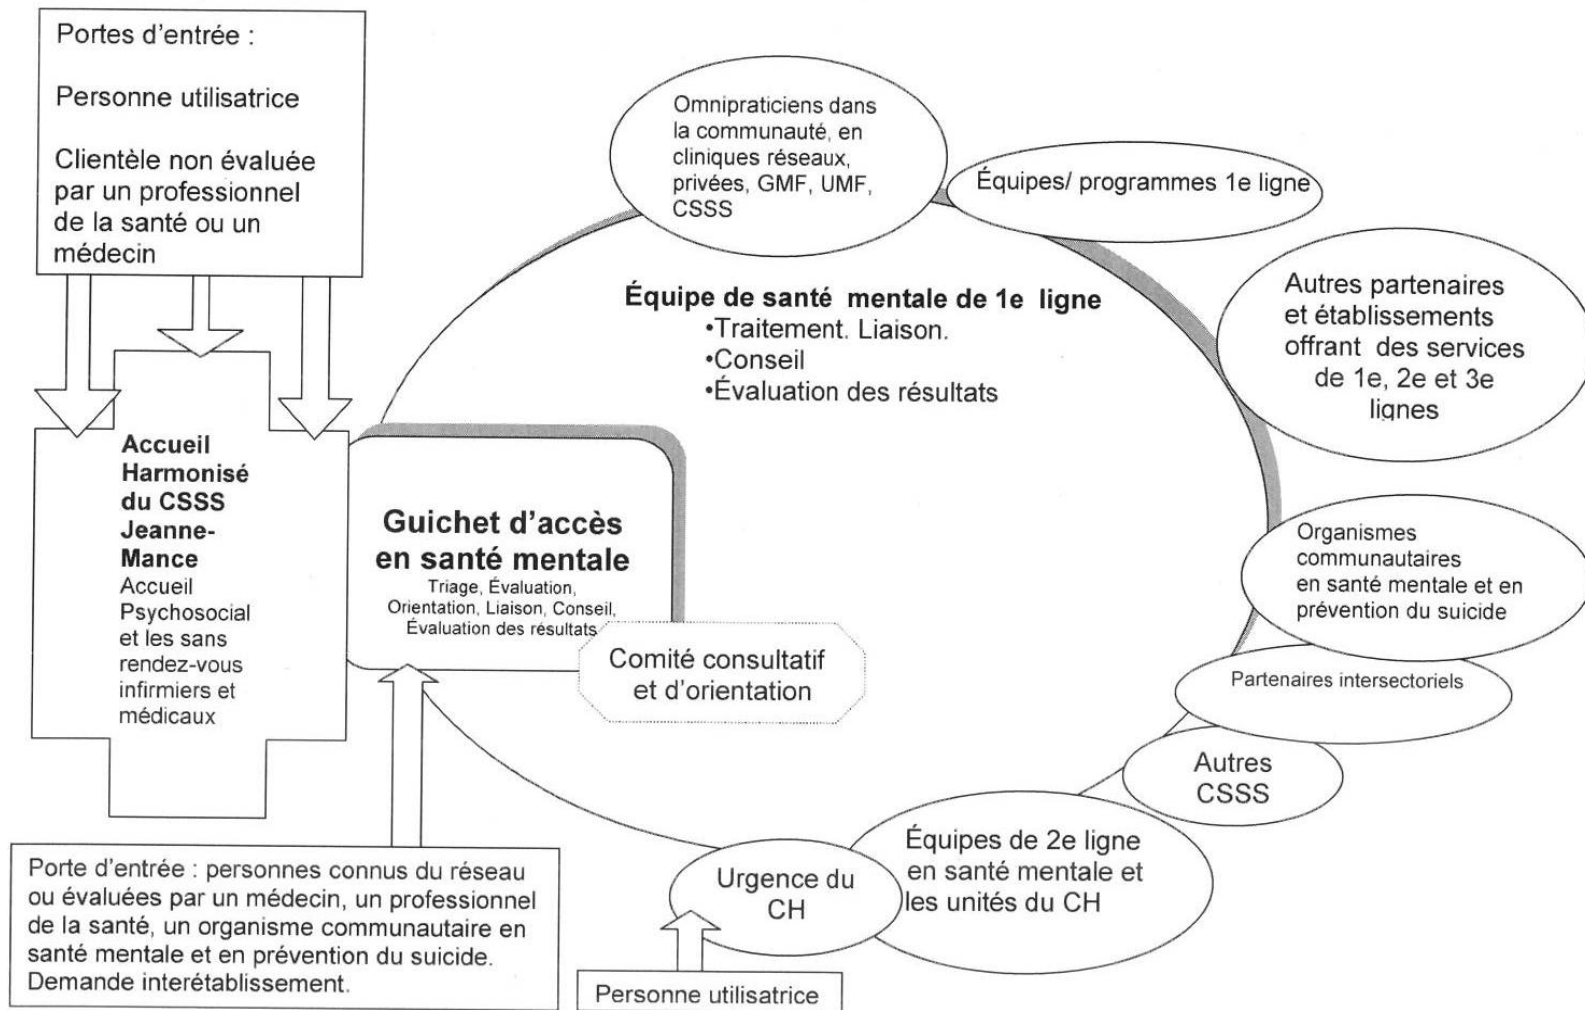 Portes d'entrée :
Personne utilisatrice
Clientèle non évaluée
par un professionnel
de la santé ou un
médecin
Omnipraticiens dans
la communauté, en
cliniques réseaux,
privées, GMF, UMF,
CSSS
Équipes/ programmes 1e ligne
Autres partenaires
et établissements
offrant des services
de 1e, 2e et 3e
lignes
Équipe de santé mentale de 1e ligne
•Traitement. Liaison.
•Conseil
•Évaluation des résultats
Accueil
Harmonisé
du CSSS
Jeanne-
Mance
Accueil
Psychosocial
et les sans
rendez-vous
infirmiers et
médicaux
Guichet d'accès
en santé mentale
Triage, Évaluation,
Orientation, Liaison, Conseil,
Évaluation des résultats
Comité consultatif
et d'orientation
Organismes
communautaires
en santé mentale et en
prévention du suicide
Partenaires intersectoriels
Autres
CSSS
Équipes de 2e ligne
en santé mentale et
les unités du CH
Urgence du
CH
Porte d'entrée : personnes connus du réseau
ou évaluées par un médecin, un professionnel
de la santé, un organisme communautaire en
santé mentale et en prévention du suicide.
Demande interétablissement.
Personne utilisatrice